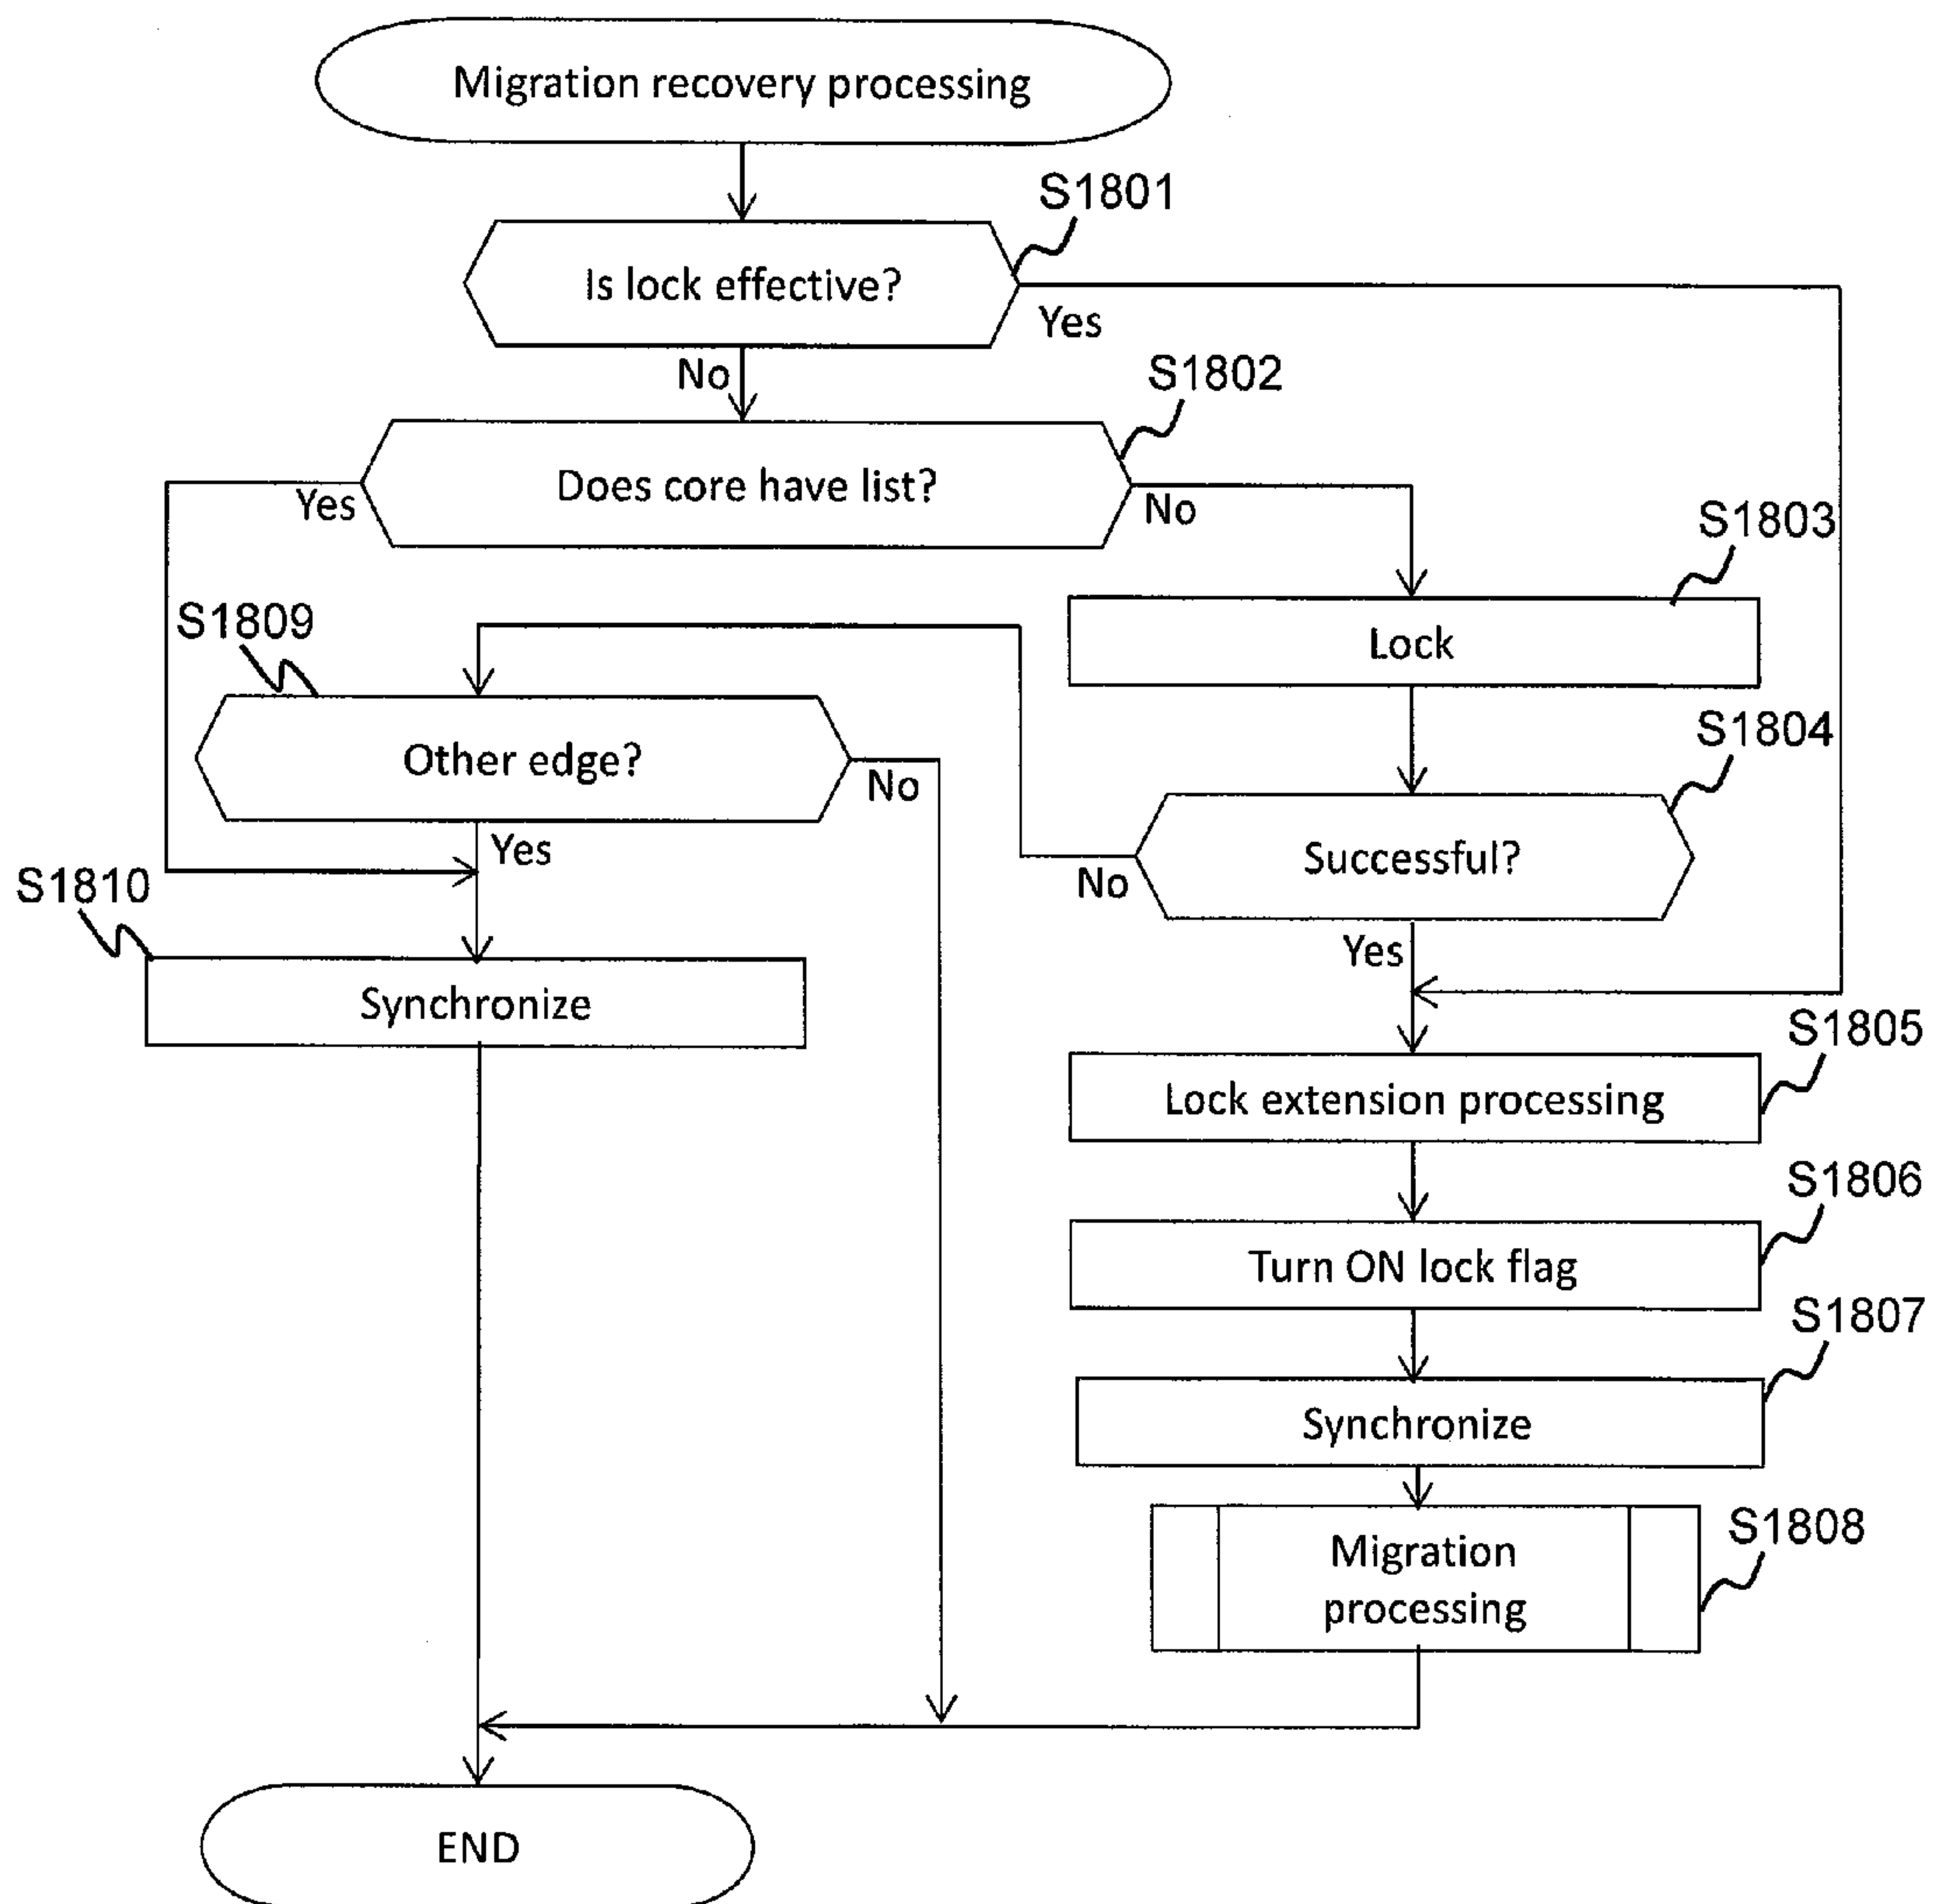 Migration recovery processing
S1801
Is lock effective?
Yes
No
S1802
Does core have list?
Yes
No
S1803
Lock
S1809
Other edge?
No
S1804
Successful?
Yes
No
S1810
Synchronize
Yes
S1805
Lock extension processing
S1806
Turn ON lock flag
S1807
Synchronize
S1808
Migration
processing
END